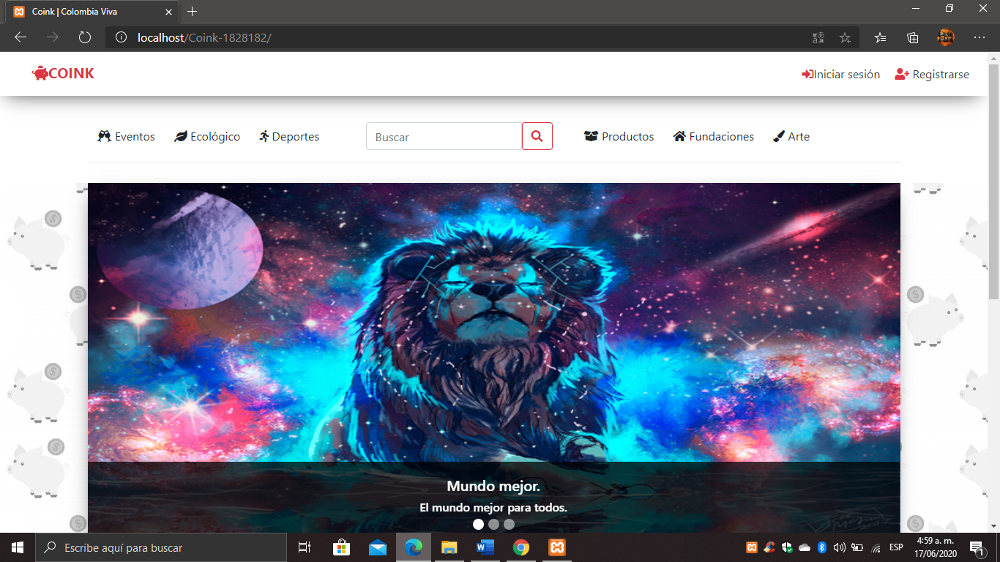 Coink | Colombia Viva
localhost/Coink-1828182/
COINK
Iniciar sesión
Registrarse
Eventos
Ecológico
Deportes
Buscar
Productos
Fundaciones
Arte
Mundo mejor.
El mundo mejor para todos.
Escribe aquí para buscar
ESP
4:59 a. m.
17/06/2020
1